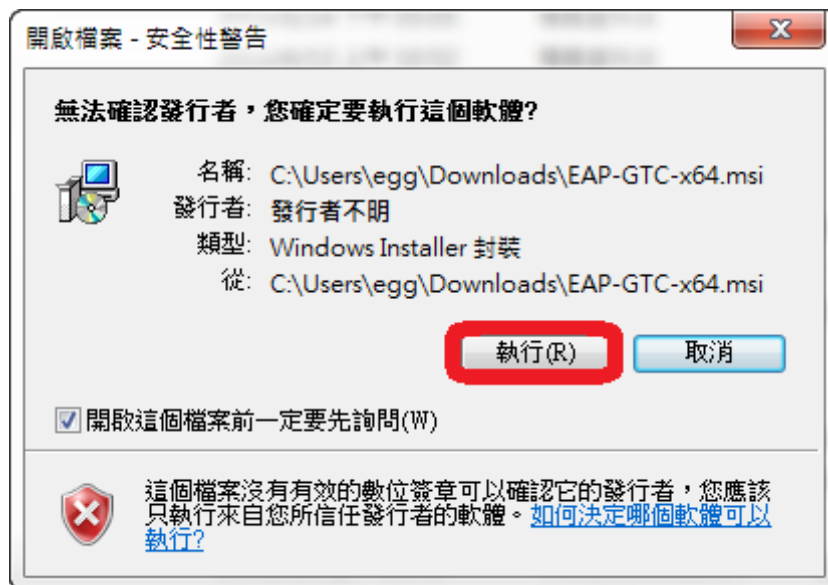 開啟檔案 - 安全性警告
無法確認發行者，您確定要執行這個軟體?
名稱: C:\Users\egg\Downloads\EAP-GTC-x64.msi
發行者: 發行者不明
類型: Windows Installer 封裝
從: C:\Users\egg\Downloads\EAP-GTC-x64.msi
執行(R) 取消
開啟這個檔案前一定要先詢問(W)
這個檔案沒有有效的數位簽章可以確認它的發行者，您應該
只執行來自您所信任發行者的軟體。如何決定哪個軟體可以
執行?